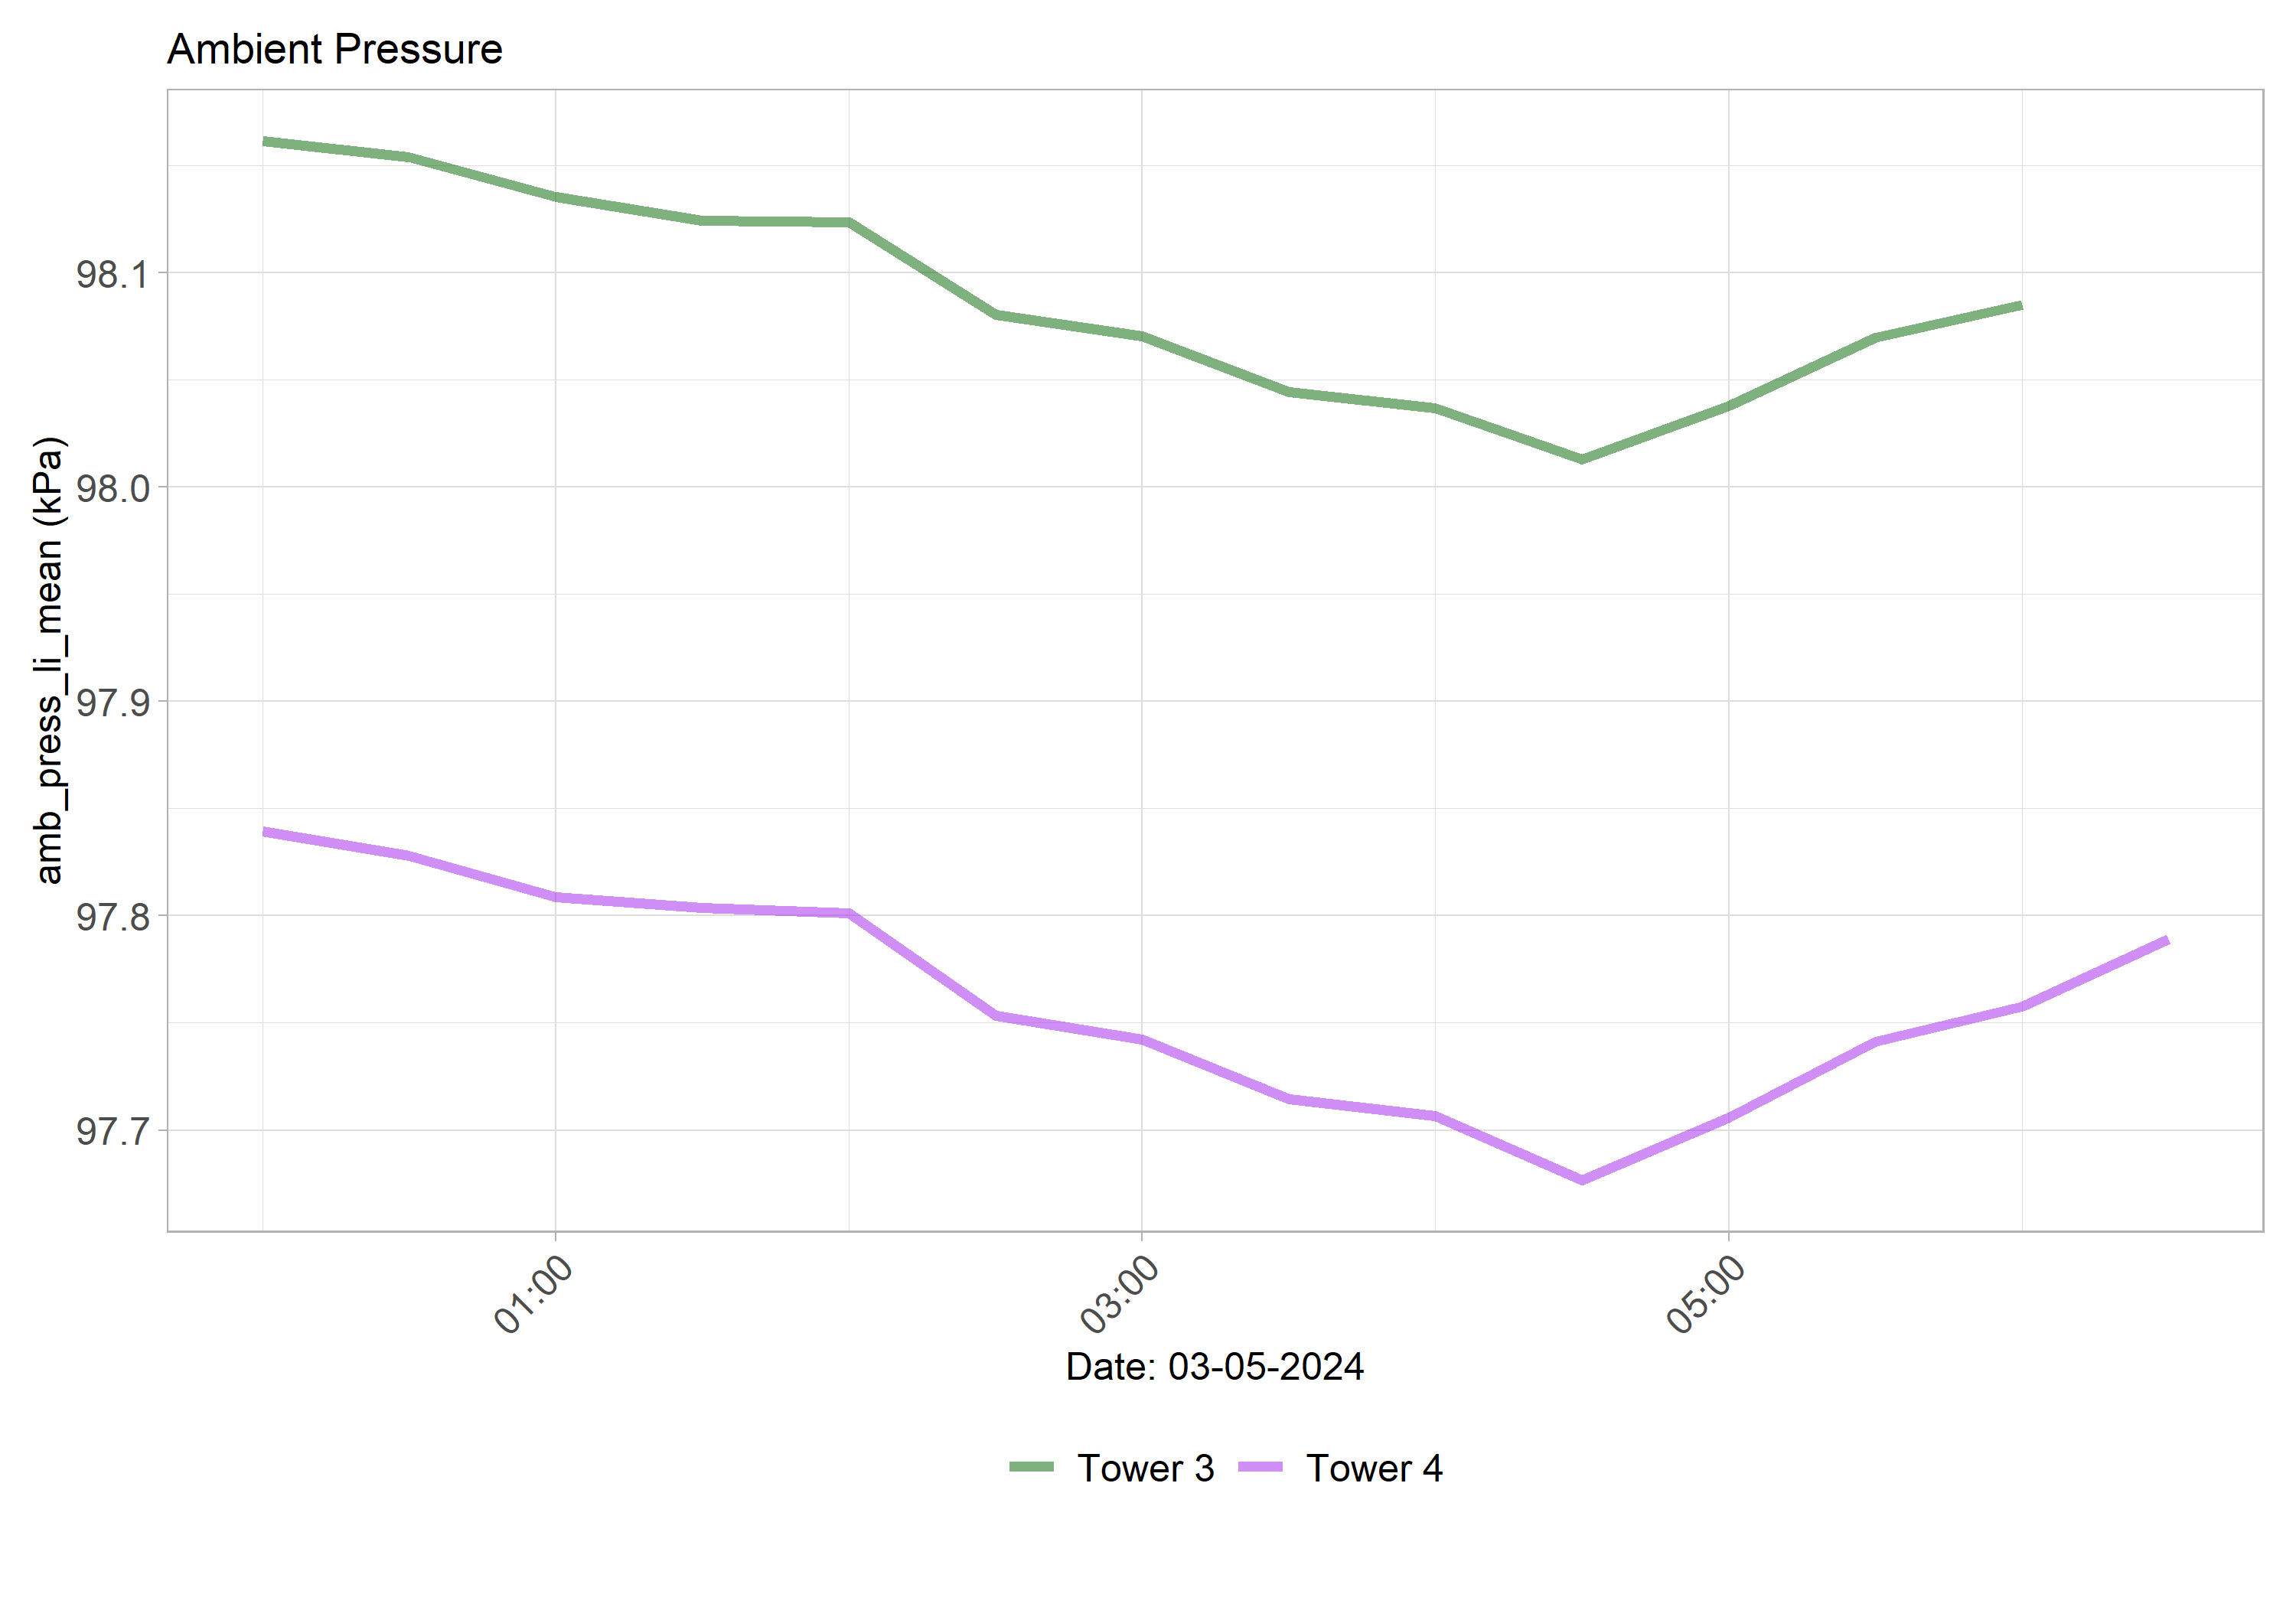 Ambient Pressure
amb_press_li_mean (kPa)
98.1
98.0
97.9
97.8
97.7
01:00
03:00
05:00
Date: 03-05-2024
Tower 3
Tower 4